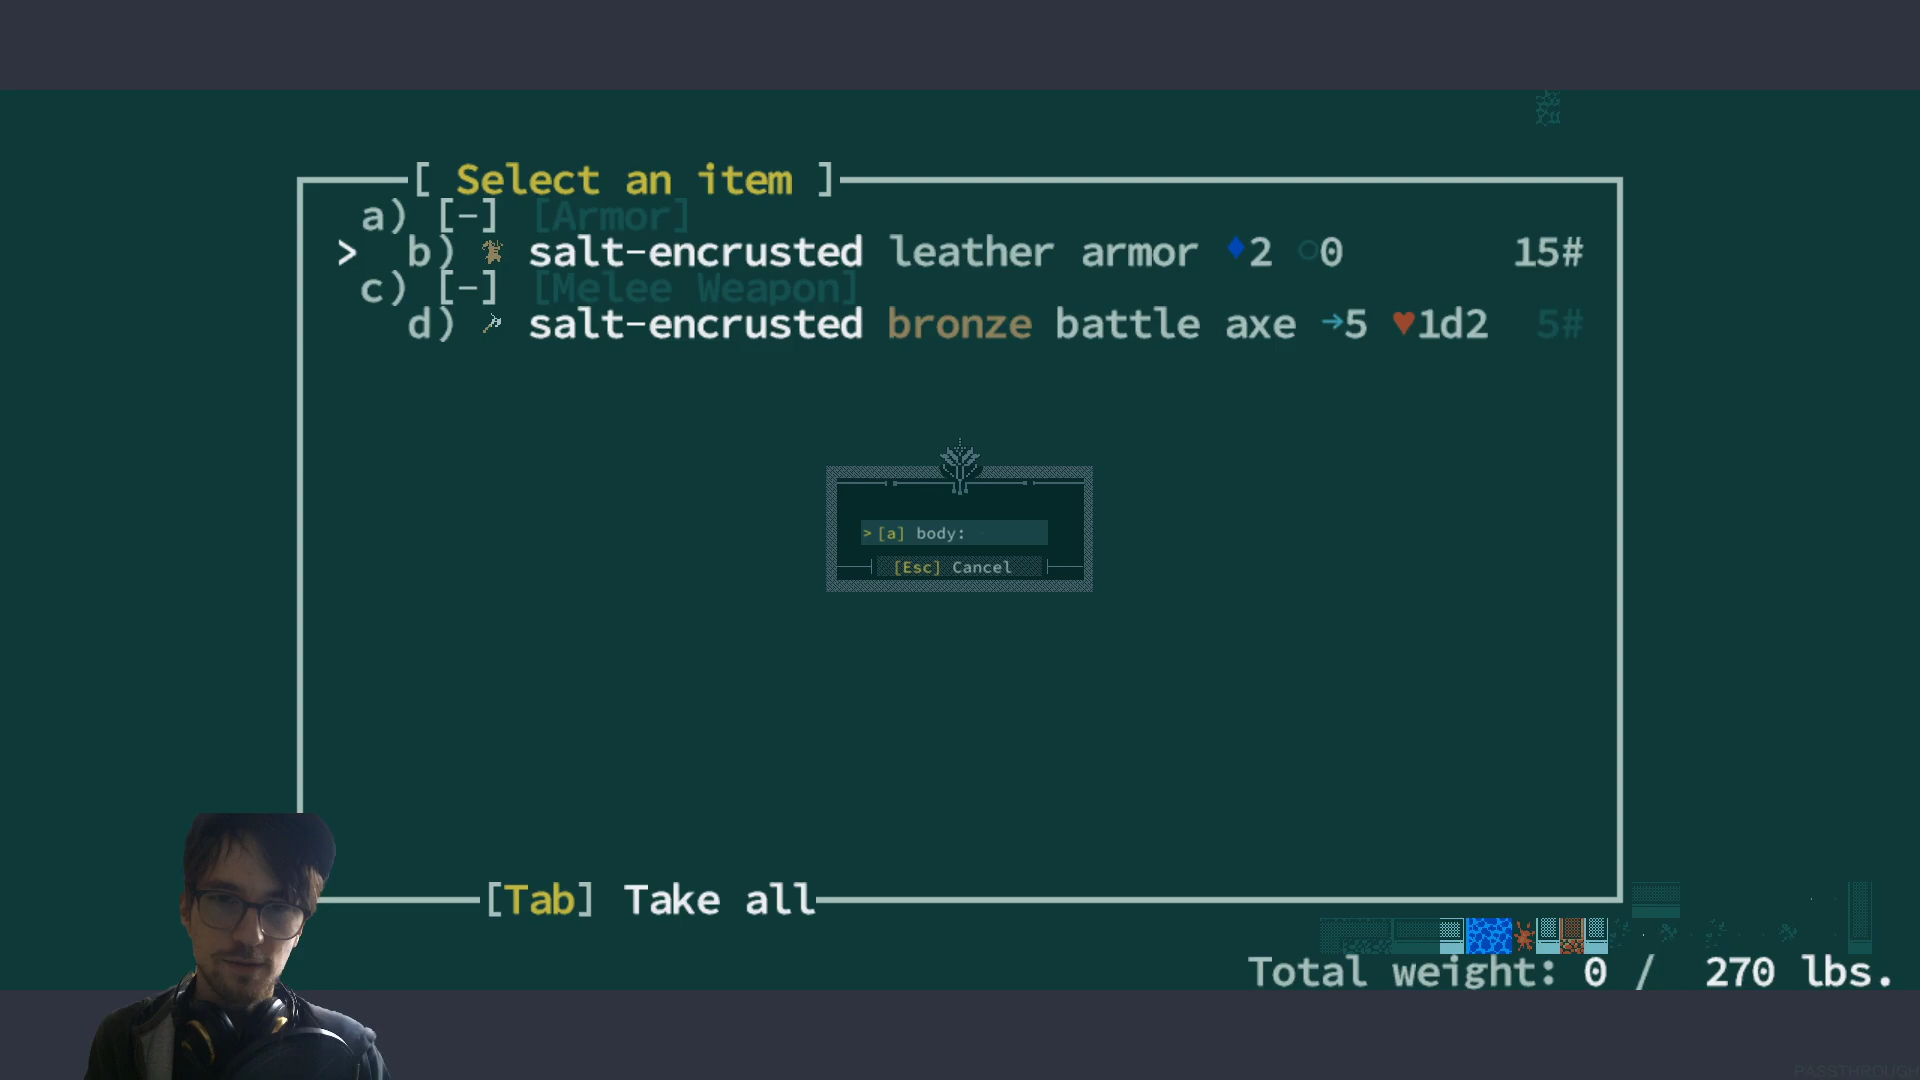 [ Select an item ]
a) [-] [Armor]
> b) salt-encrusted leather armor ♦2 ○0 15#
c) [-] [Melee Weapon]
d) salt-encrusted bronze battle axe →5 ♥1d2 5#
>[a] body: -
[Esc] Cancel
[Tab] Take all
Total weight: 0 / 270 lbs.
PASSTHROUGH